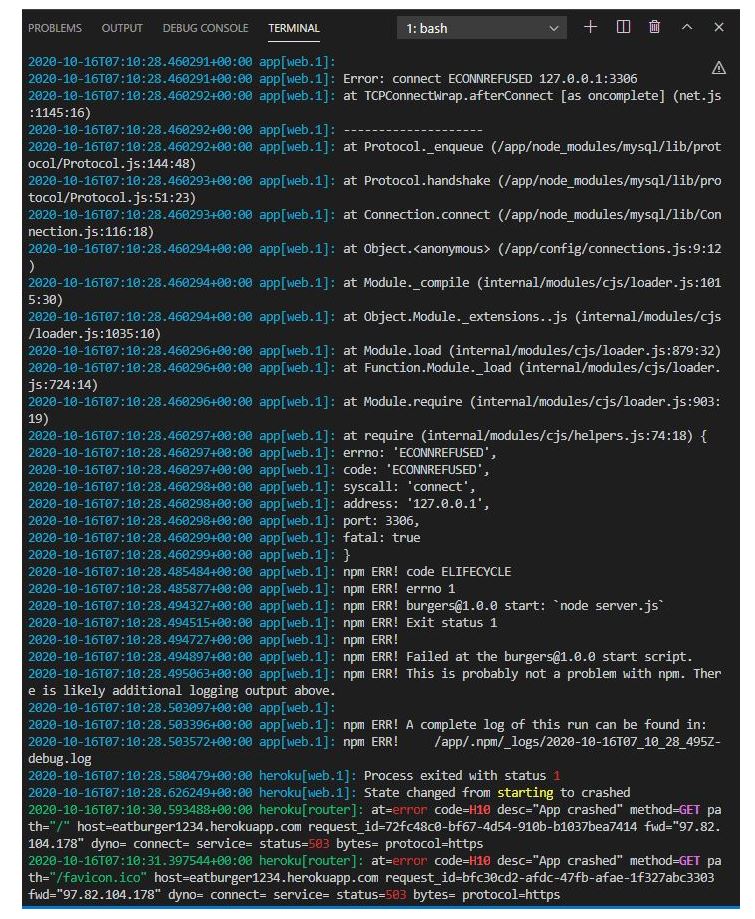 PROBLEMS OUTPUT DEBUG CONSOLE TERMINAL 1: bash
2020-10-16T07:10:28.460291+00:00 app[web.1]:
2020-10-16T07:10:28.460291+00:00 app[web.1]: Error: connect ECONNREFUSED 127.0.0.1:3306
2020-10-16T07:10:28.460292+00:00 app[web.1]: at TCPConnectWrap.afterConnect [as oncomplete] (net.js
:1145:16)
2020-10-16T07:10:28.460292+00:00 app[web.1]: --------------------
2020-10-16T07:10:28.460292+00:00 app[web.1]: at Protocol._enqueue (/app/node_modules/mysql/lib/prot
ocol/Protocol.js:144:48)
2020-10-16T07:10:28.460293+00:00 app[web.1]: at Protocol.handshake (/app/node_modules/mysql/lib/pro
tocol/Protocol.js:51:23)
2020-10-16T07:10:28.460293+00:00 app[web.1]: at Connection.connect (/app/node_modules/mysql/lib/Con
nection.js:116:18)
2020-10-16T07:10:28.460294+00:00 app[web.1]: at Object.<anonymous> (/app/config/connections.js:9:12
)
2020-10-16T07:10:28.460294+00:00 app[web.1]: at Module._compile (internal/modules/cjs/loader.js:101
5:30)
2020-10-16T07:10:28.460294+00:00 app[web.1]: at Object.Module._extensions..js (internal/modules/cjs
/loader.js:1035:10)
2020-10-16T07:10:28.460296+00:00 app[web.1]: at Module.load (internal/modules/cjs/loader.js:879:32)
2020-10-16T07:10:28.460296+00:00 app[web.1]: at Function.Module._load (internal/modules/cjs/loader.
js:724:14)
2020-10-16T07:10:28.460296+00:00 app[web.1]: at Module.require (internal/modules/cjs/loader.js:903:
19)
2020-10-16T07:10:28.460297+00:00 app[web.1]: at require (internal/modules/cjs/helpers.js:74:18) {
2020-10-16T07:10:28.460297+00:00 app[web.1]: errno: 'ECONNREFUSED',
2020-10-16T07:10:28.460297+00:00 app[web.1]: code: 'ECONNREFUSED',
2020-10-16T07:10:28.460298+00:00 app[web.1]: syscall: 'connect',
2020-10-16T07:10:28.460298+00:00 app[web.1]: address: '127.0.0.1',
2020-10-16T07:10:28.460298+00:00 app[web.1]: port: 3306,
2020-10-16T07:10:28.460299+00:00 app[web.1]: fatal: true
2020-10-16T07:10:28.460299+00:00 app[web.1]: }
2020-10-16T07:10:28.485484+00:00 app[web.1]: npm ERR! code ELIFECYCLE
2020-10-16T07:10:28.485877+00:00 app[web.1]: npm ERR! errno 1
2020-10-16T07:10:28.494327+00:00 app[web.1]: npm ERR! burgers@1.0.0 start: `node server.js`
2020-10-16T07:10:28.494515+00:00 app[web.1]: npm ERR! Exit status 1
2020-10-16T07:10:28.494727+00:00 app[web.1]: npm ERR!
2020-10-16T07:10:28.494897+00:00 app[web.1]: npm ERR! Failed at the burgers@1.0.0 start script.
2020-10-16T07:10:28.495063+00:00 app[web.1]: npm ERR! This is probably not a problem with npm. Ther
e is likely additional logging output above.
2020-10-16T07:10:28.503097+00:00 app[web.1]:
2020-10-16T07:10:28.503396+00:00 app[web.1]: npm ERR! A complete log of this run can be found in:
2020-10-16T07:10:28.503572+00:00 app[web.1]: npm ERR!     /app/.npm/_logs/2020-10-16T07_10_28_495Z-
debug.log
2020-10-16T07:10:28.580479+00:00 heroku[web.1]: Process exited with status 1
2020-10-16T07:10:28.626249+00:00 heroku[web.1]: State changed from starting to crashed
2020-10-16T07:10:30.593488+00:00 heroku[router]: at=error code=H10 desc="App crashed" method=GET pa
th="/" host=eatburger1234.herokuapp.com request_id=72fc48c0-bf67-4d54-910b-b1037bea7414 fwd="97.82.
104.178" dyno= connect= service= status=503 bytes= protocol=https
2020-10-16T07:10:31.397544+00:00 heroku[router]: at=error code=H10 desc="App crashed" method=GET pa
th="/favicon.ico" host=eatburger1234.herokuapp.com request_id=bfc30cd2-afdc-47fb-afae-1f327abc3303
fwd="97.82.104.178" dyno= connect= service= status=503 bytes= protocol=https